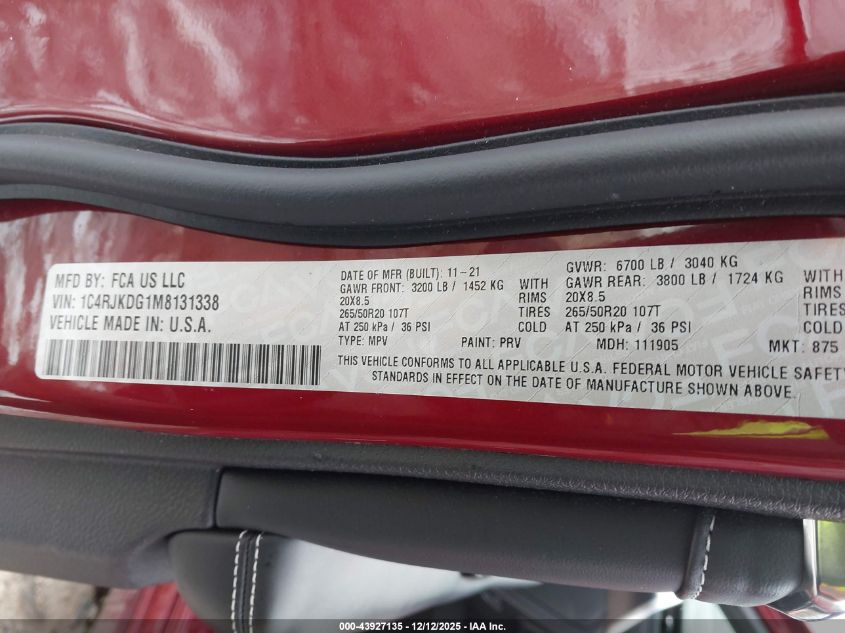 MFD BY: FCA US LLC
VIN: 1C4RJKDG1M8131338
VEHICLE MADE IN: U.S.A.
DATE OF MFR (BUILT): 11-21
GAWR FRONT: 3200 LB / 1452 KG WITH
20X8.5 RIMS
265/50R20 107T TIRES
AT 250 kPa / 36 PSI COLD
TYPE: MPV PAINT: PRV MDH: 111905 MKT: 875
GVWR: 6700 LB / 3040 KG
GAWR REAR: 3800 LB / 1724 KG WITH
20X8.5 RIMS
265/50R20 107T TIRES
AT 250 kPa / 36 PSI COLD
THIS VEHICLE CONFORMS TO ALL APPLICABLE U.S.A. FEDERAL MOTOR VEHICLE SAFETY
STANDARDS IN EFFECT ON THE DATE OF MANUFACTURE SHOWN ABOVE.
000-43927135 - 12/12/2025 - IAA Inc.